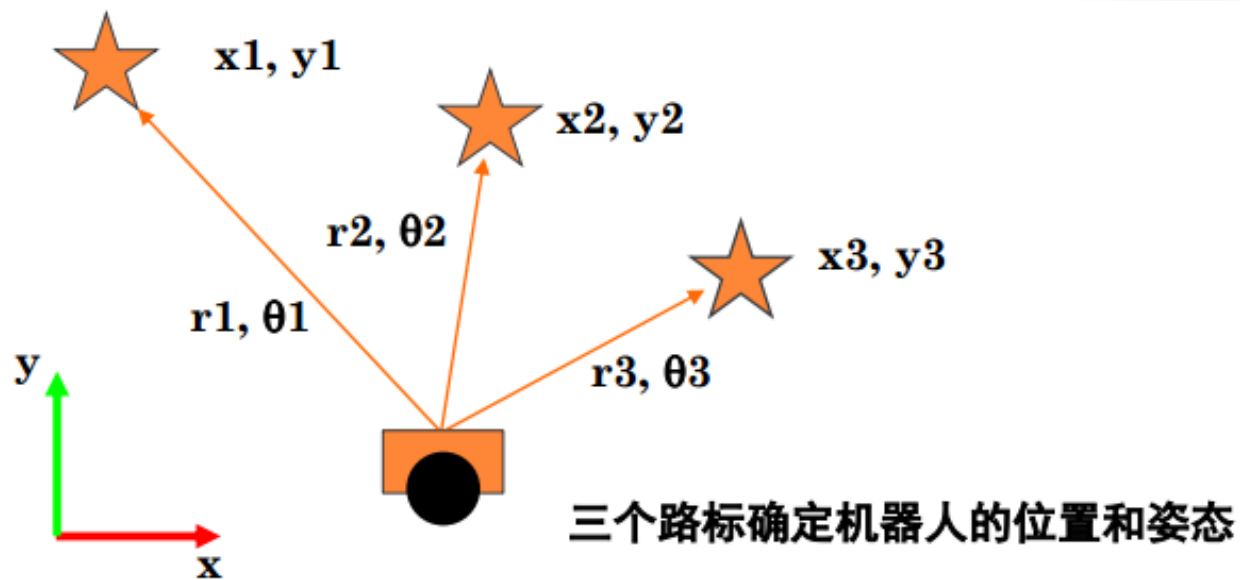 x1, y1
x2, y2
r2, θ2
x3, y3
r1, θ1
y
r3, θ3
三个路标确定机器人的位置和姿态
x